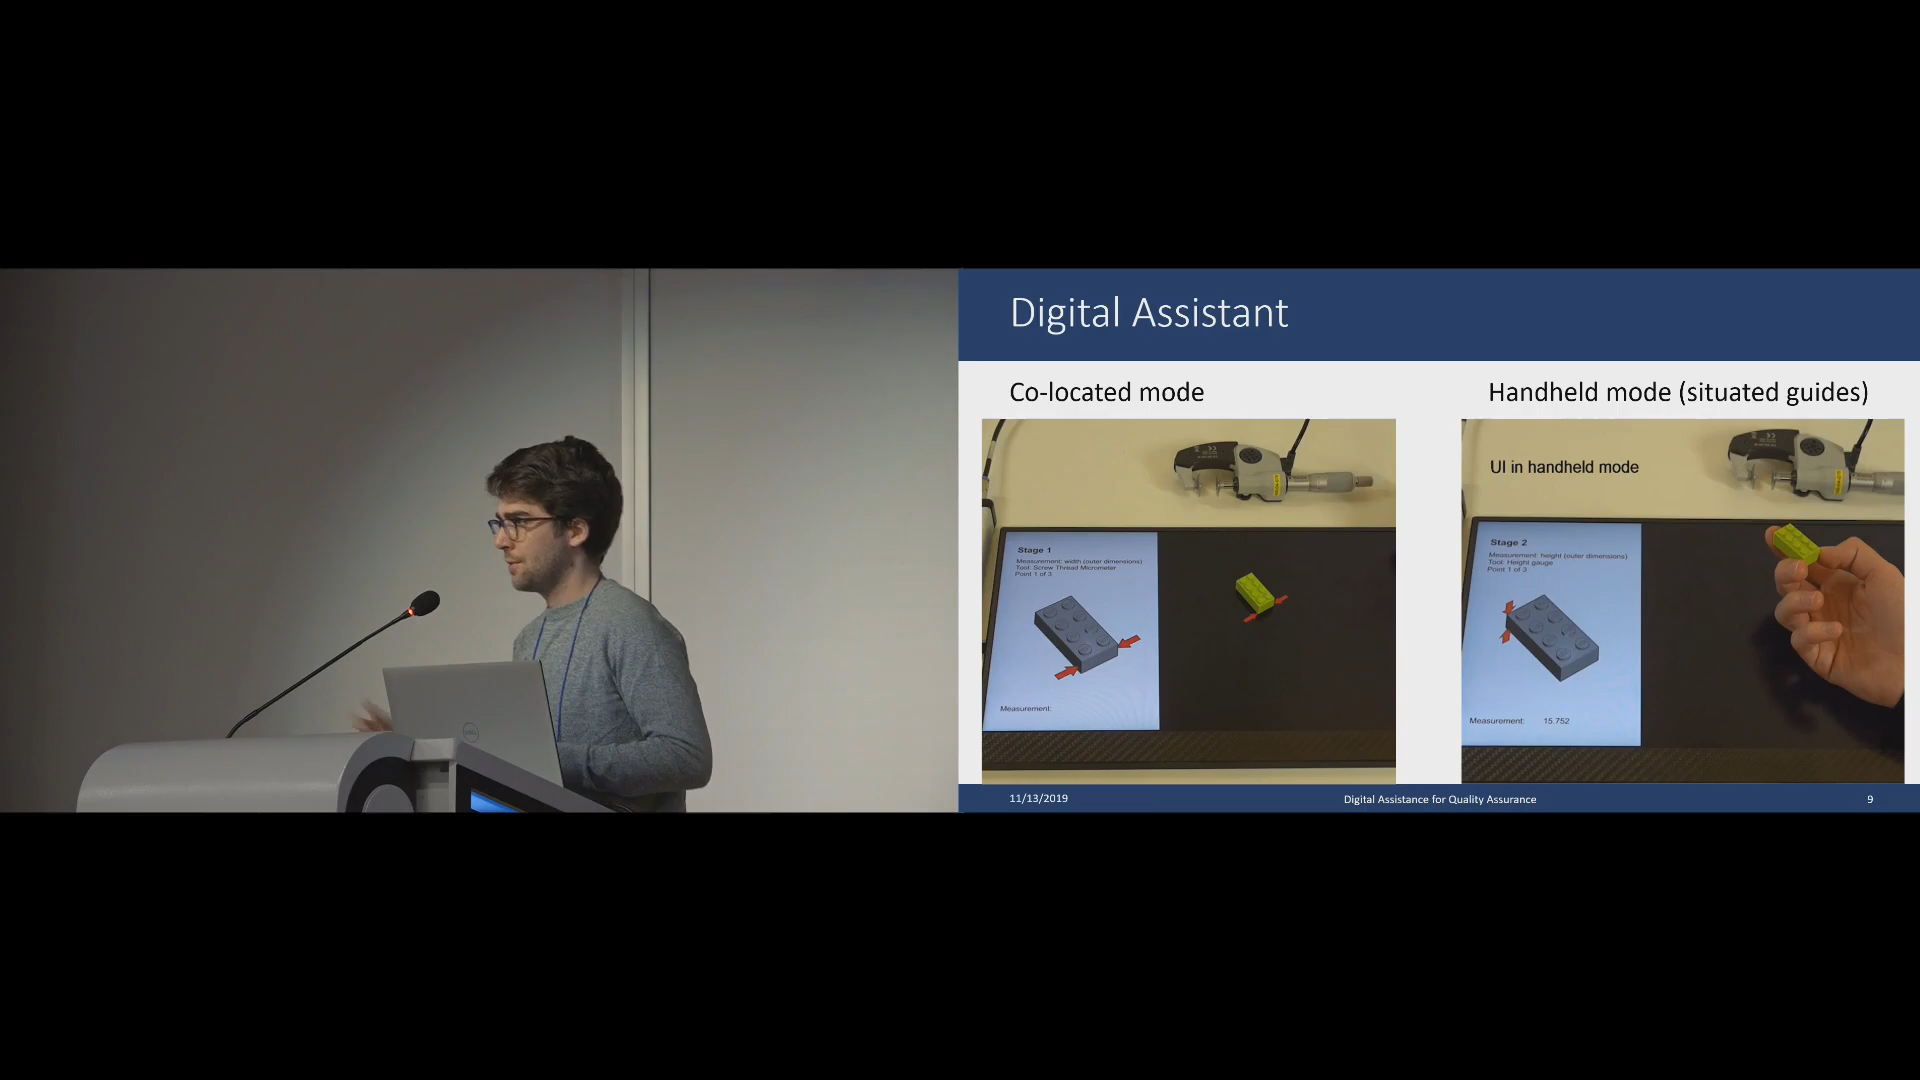 Digital Assistant
Co-located mode
Stage 1
Measurement: width (outer dimensions)
Tool: Screw Thread Micrometer
Point 1 of 3
Measurement:
Handheld mode (situated guides)
UI in handheld mode
Stage 2
Measurement: height (outer dimensions)
Tool: Height gauge
Point 1 of 3
Measurement: 15.752
DELL
11/13/2019
Digital Assistance for Quality Assurance
9